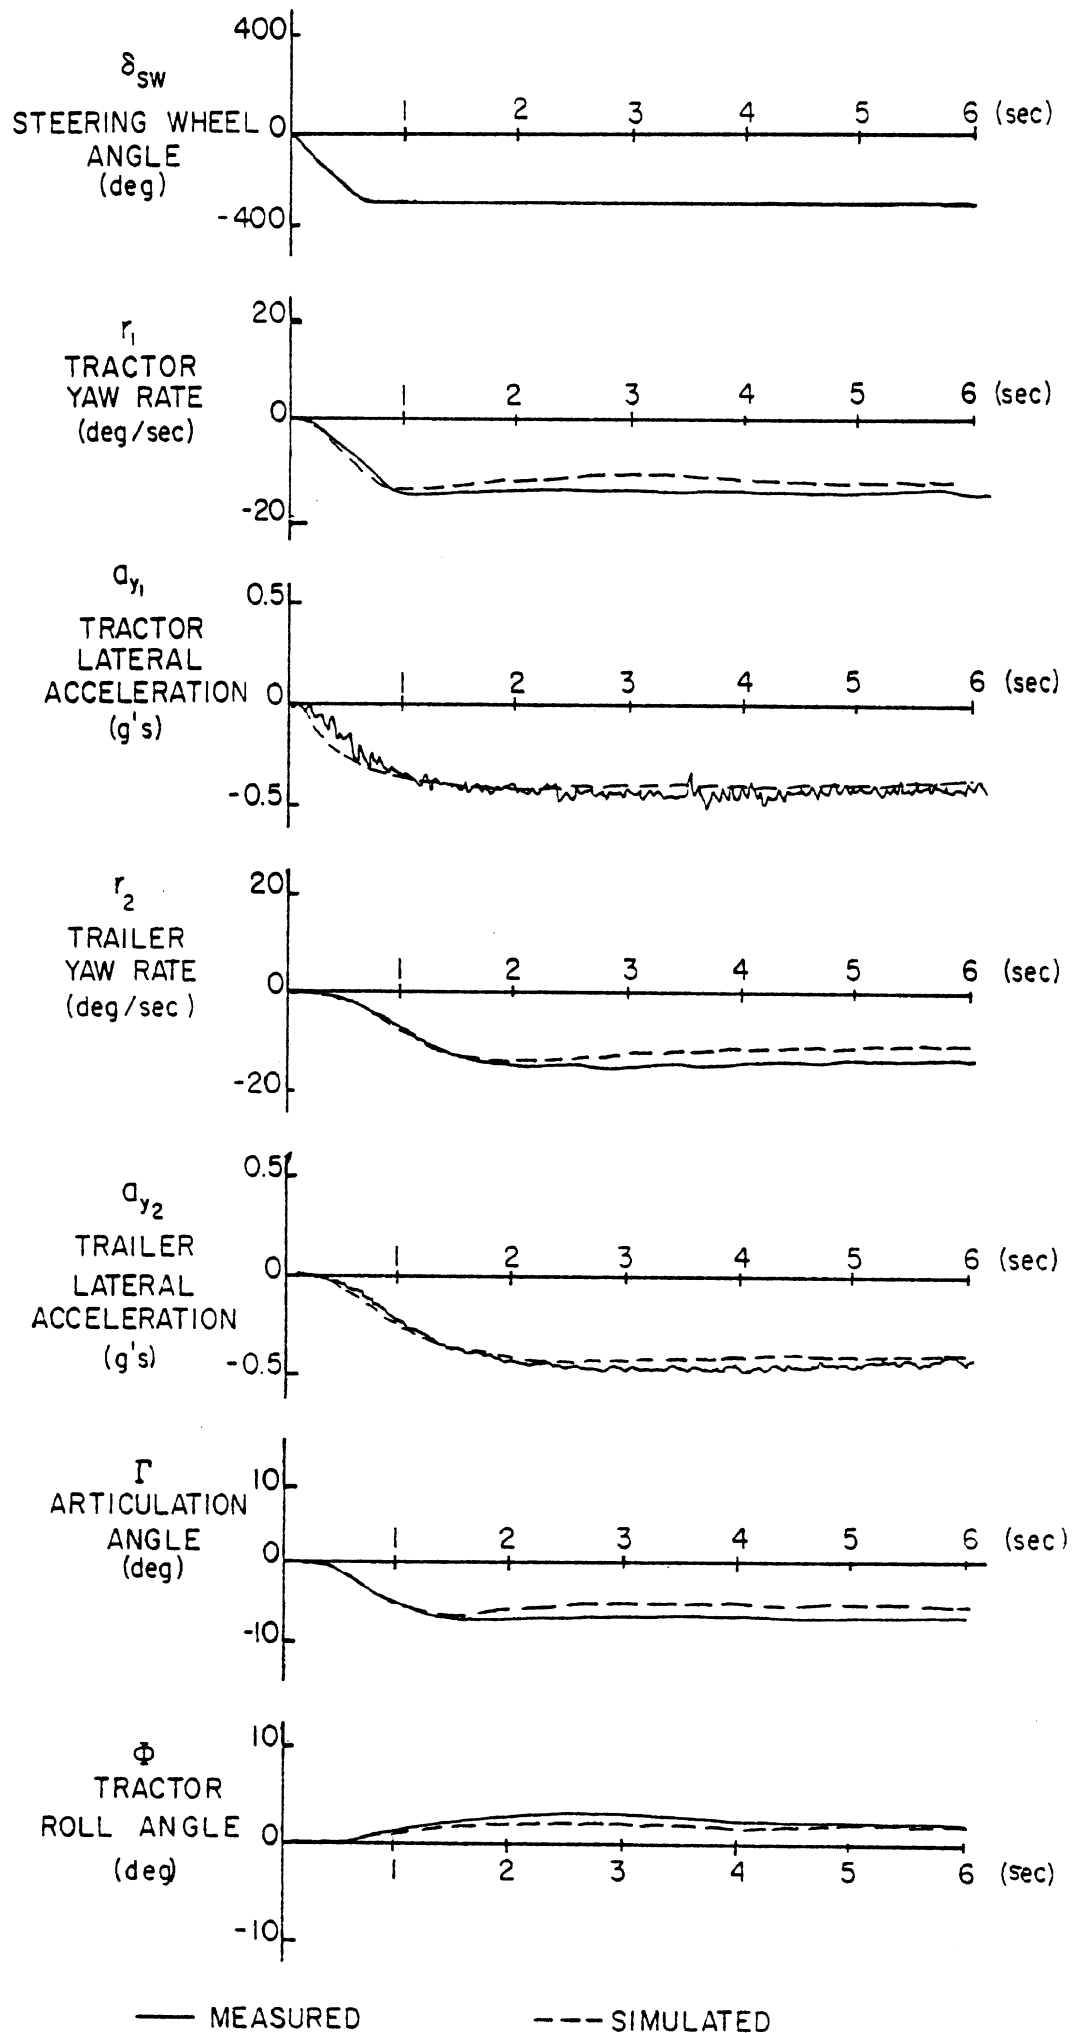 400
δSW
STEERING WHEEL 0 1 2 3 4 5 6 (sec)
ANGLE
(deg)
-400
20
r1
TRACTOR
YAW RATE 1 2 3 4 5 6 (sec)
0
(deg/sec)
-20
ay1
0.5
TRACTOR
LATERAL
1 2 3 4 5 6 (sec)
ACCELERATION 0
(g's)
-0.5
20
r2
TRAILER
YAW RATE 1 2 3 4 5 6 (sec)
0
(deg/sec)
-20
0.5
ay2
TRAILER
1 2 3 4 5 6 (sec)
0
LATERAL
ACCELERATION
(g's)
-0.5
Γ
10
ARTICULATION
ANGLE 1 2 3 4 5 6 (sec)
0
(deg)
-10
10
Φ
TRACTOR
ROLL ANGLE 0
(deg) 1 2 3 4 5 6 (sec)
-10
MEASURED SIMULATED